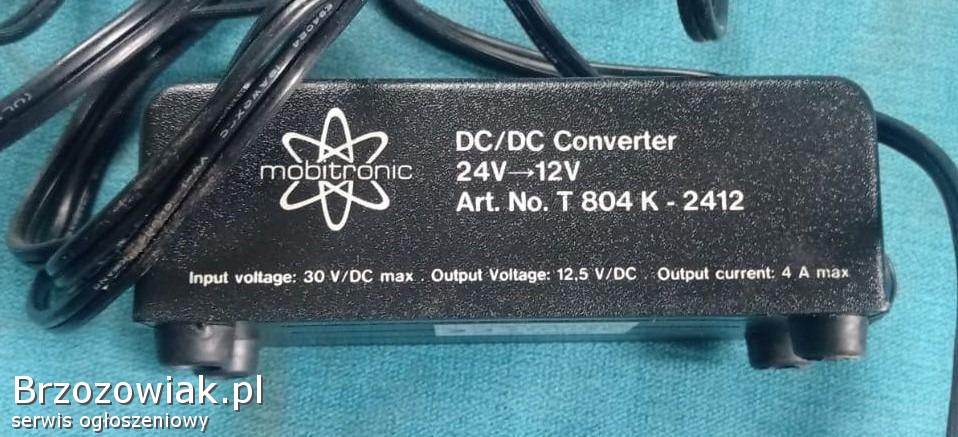 mobitronic
DC/DC Converter
24V→12V
Art. No. T 804 K - 2412
Input voltage: 30 V/DC max . Output Voltage: 12,5 V/DC . Output current: 4 A max
Brzozowiak.pl
serwis ogłoszeniowy